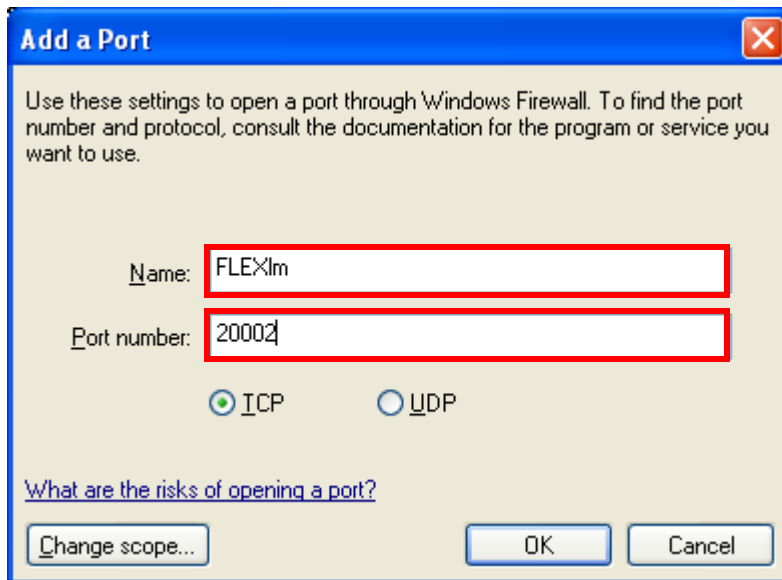 Add a Port
Use these settings to open a port through Windows Firewall. To find the port
number and protocol, consult the documentation for the program or service you
want to use.
Name: FLEXlm
Port number: 20002
TCP UDP
What are the risks of opening a port?
Change scope... OK Cancel